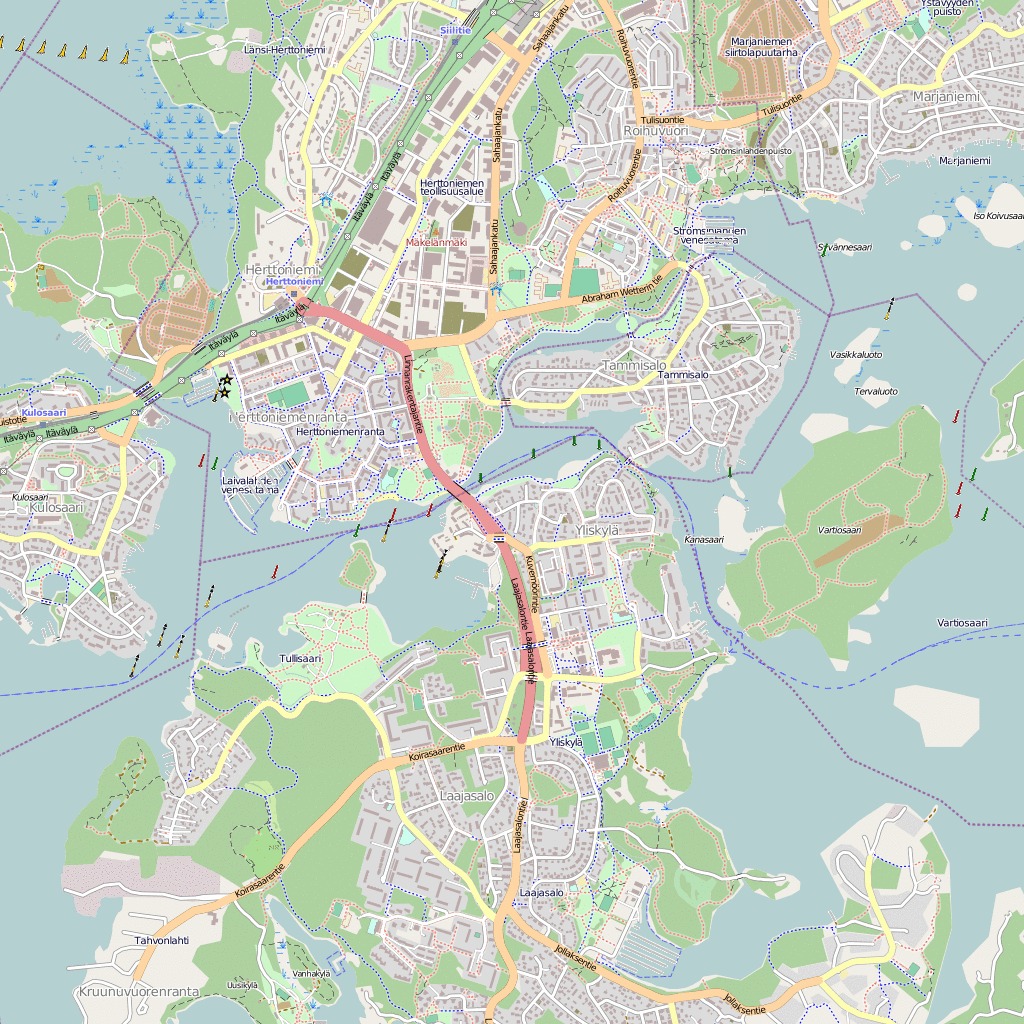 Ystävyyden
puisto
Siilitie
Sahaajankatu
Roihuvuorentie
Länsi-Herttoniemi
Marjaniemen
siirtolapuutarha
Marjaniemi
Tulisuontie
Tulisuontie
Roihuvuori
Sahaajankatu
Strömsinlahdenpuisto
Marjaniemi
Itäväylä
Herttoniemen
teollisuusalue
Roihuvuorentie
Itäväylä
Iso Koivusaari
Strömsinlahden
venesatama
Mäkelänmäki
Sahaajankatu
Syvännesaari
Herttoniemi
Herttoniemi
Abraham Wetterin tie
Itäväylä
Itäväylä
Vasikkaluoto
Linnanrakentajantie
Tammisalo
Tammisalo
Tervaluoto
Kulosaari
Herttoniemenranta
Herttoniemenranta
Itäväylä
Itäväylä
Laivalahden
venesatama
Kulosaari
Kulosaari
Yliskylä
Vartiosaari
Kanasaari
Kuvernöörintie
Laajasalontie
Laajasalontie
Vartiosaari
Tullisaari
Koirasaarentie
Yliskylä
Laajasalo
Laajasalontie
Koirasaarentie
Laajasalo
Tahvonlahti
Jollaksentie
Vanhakylä
Uusikylä
Kruunuvuorenranta
Jollaksentie